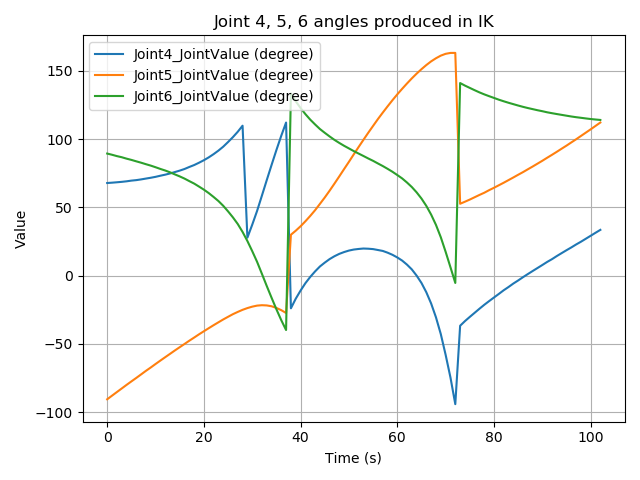 Joint 4, 5, 6 angles produced in IK
Joint4_JointValue (degree)
Joint5_JointValue (degree)
Joint6_JointValue (degree)
Value
150
100
50
0
−50
−100
0 20 40 60 80 100
Time (s)